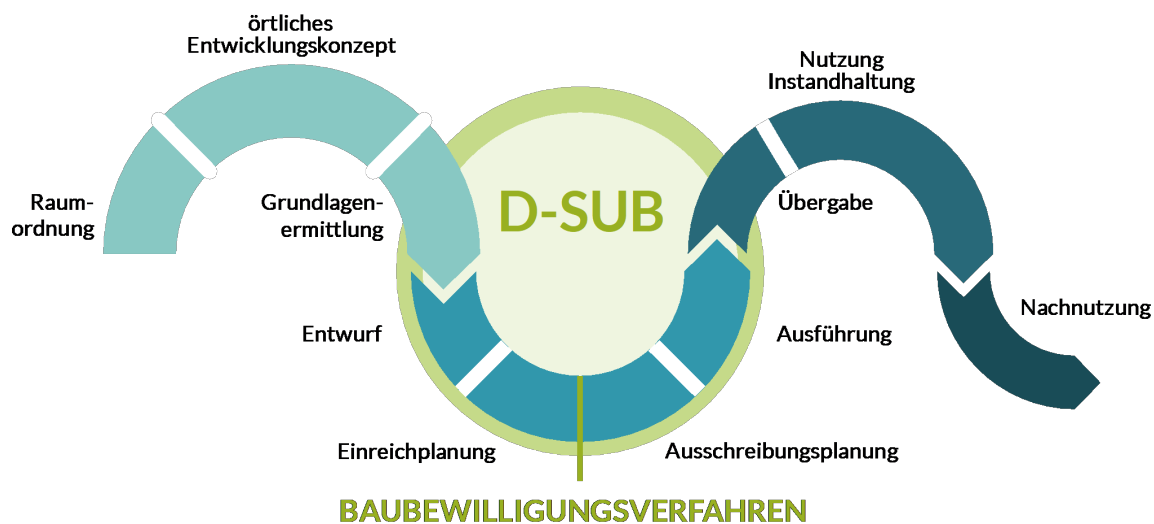 Raum-
ordnung
örtliches
Entwicklungskonzept
Grundlagen-
ermittlung
D-SUB
Entwurf
Einreichplanung
BAUBEWILLIGUNGSVERFAHREN
Ausschreibungsplanung
Ausführung
Übergabe
Nutzung
Instandhaltung
Nachnutzung